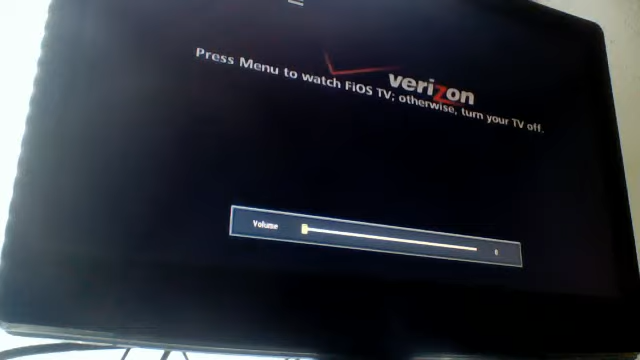 verizon
Press Menu to watch FiOS TV; otherwise, turn your TV off.
Volume 0